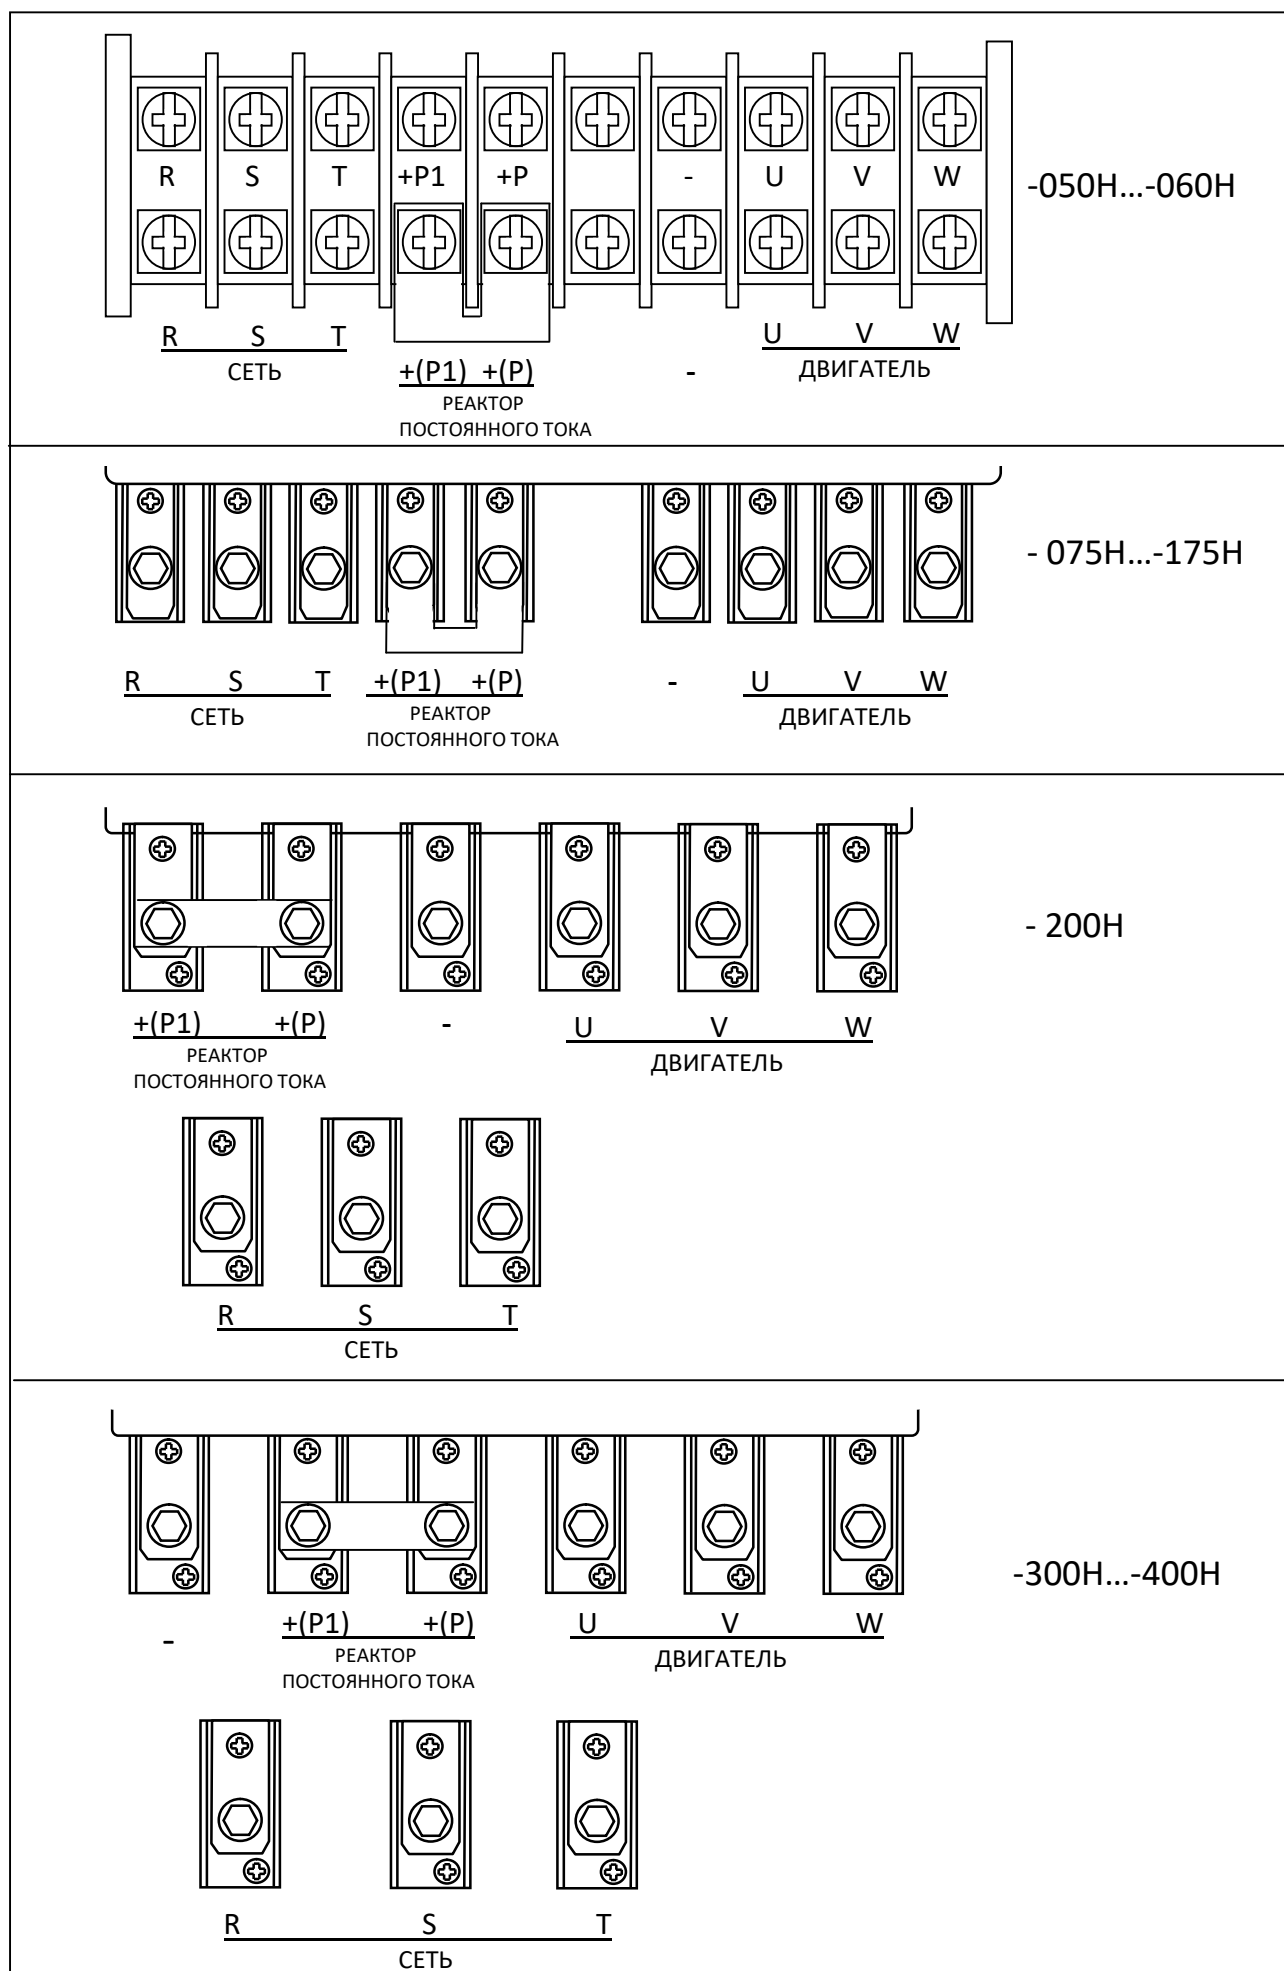 R S T +P1 +P - U V W
-050H...-060H
R S T U V W
СЕТЬ ДВИГАТЕЛЬ
+(P1) +(P) -
РЕАКТОР
ПОСТОЯННОГО ТОКА
- 075H...-175H
R S T +(P1) +(P) - U V W
СЕТЬ РЕАКТОР ДВИГАТЕЛЬ
ПОСТОЯННОГО ТОКА
- 200H
+(P1) +(P) - U V W
РЕАКТОР ДВИГАТЕЛЬ
ПОСТОЯННОГО ТОКА
R S T
СЕТЬ
-300H...-400H
- +(P1) +(P) U V W
РЕАКТОР ДВИГАТЕЛЬ
ПОСТОЯННОГО ТОКА
R S T
СЕТЬ